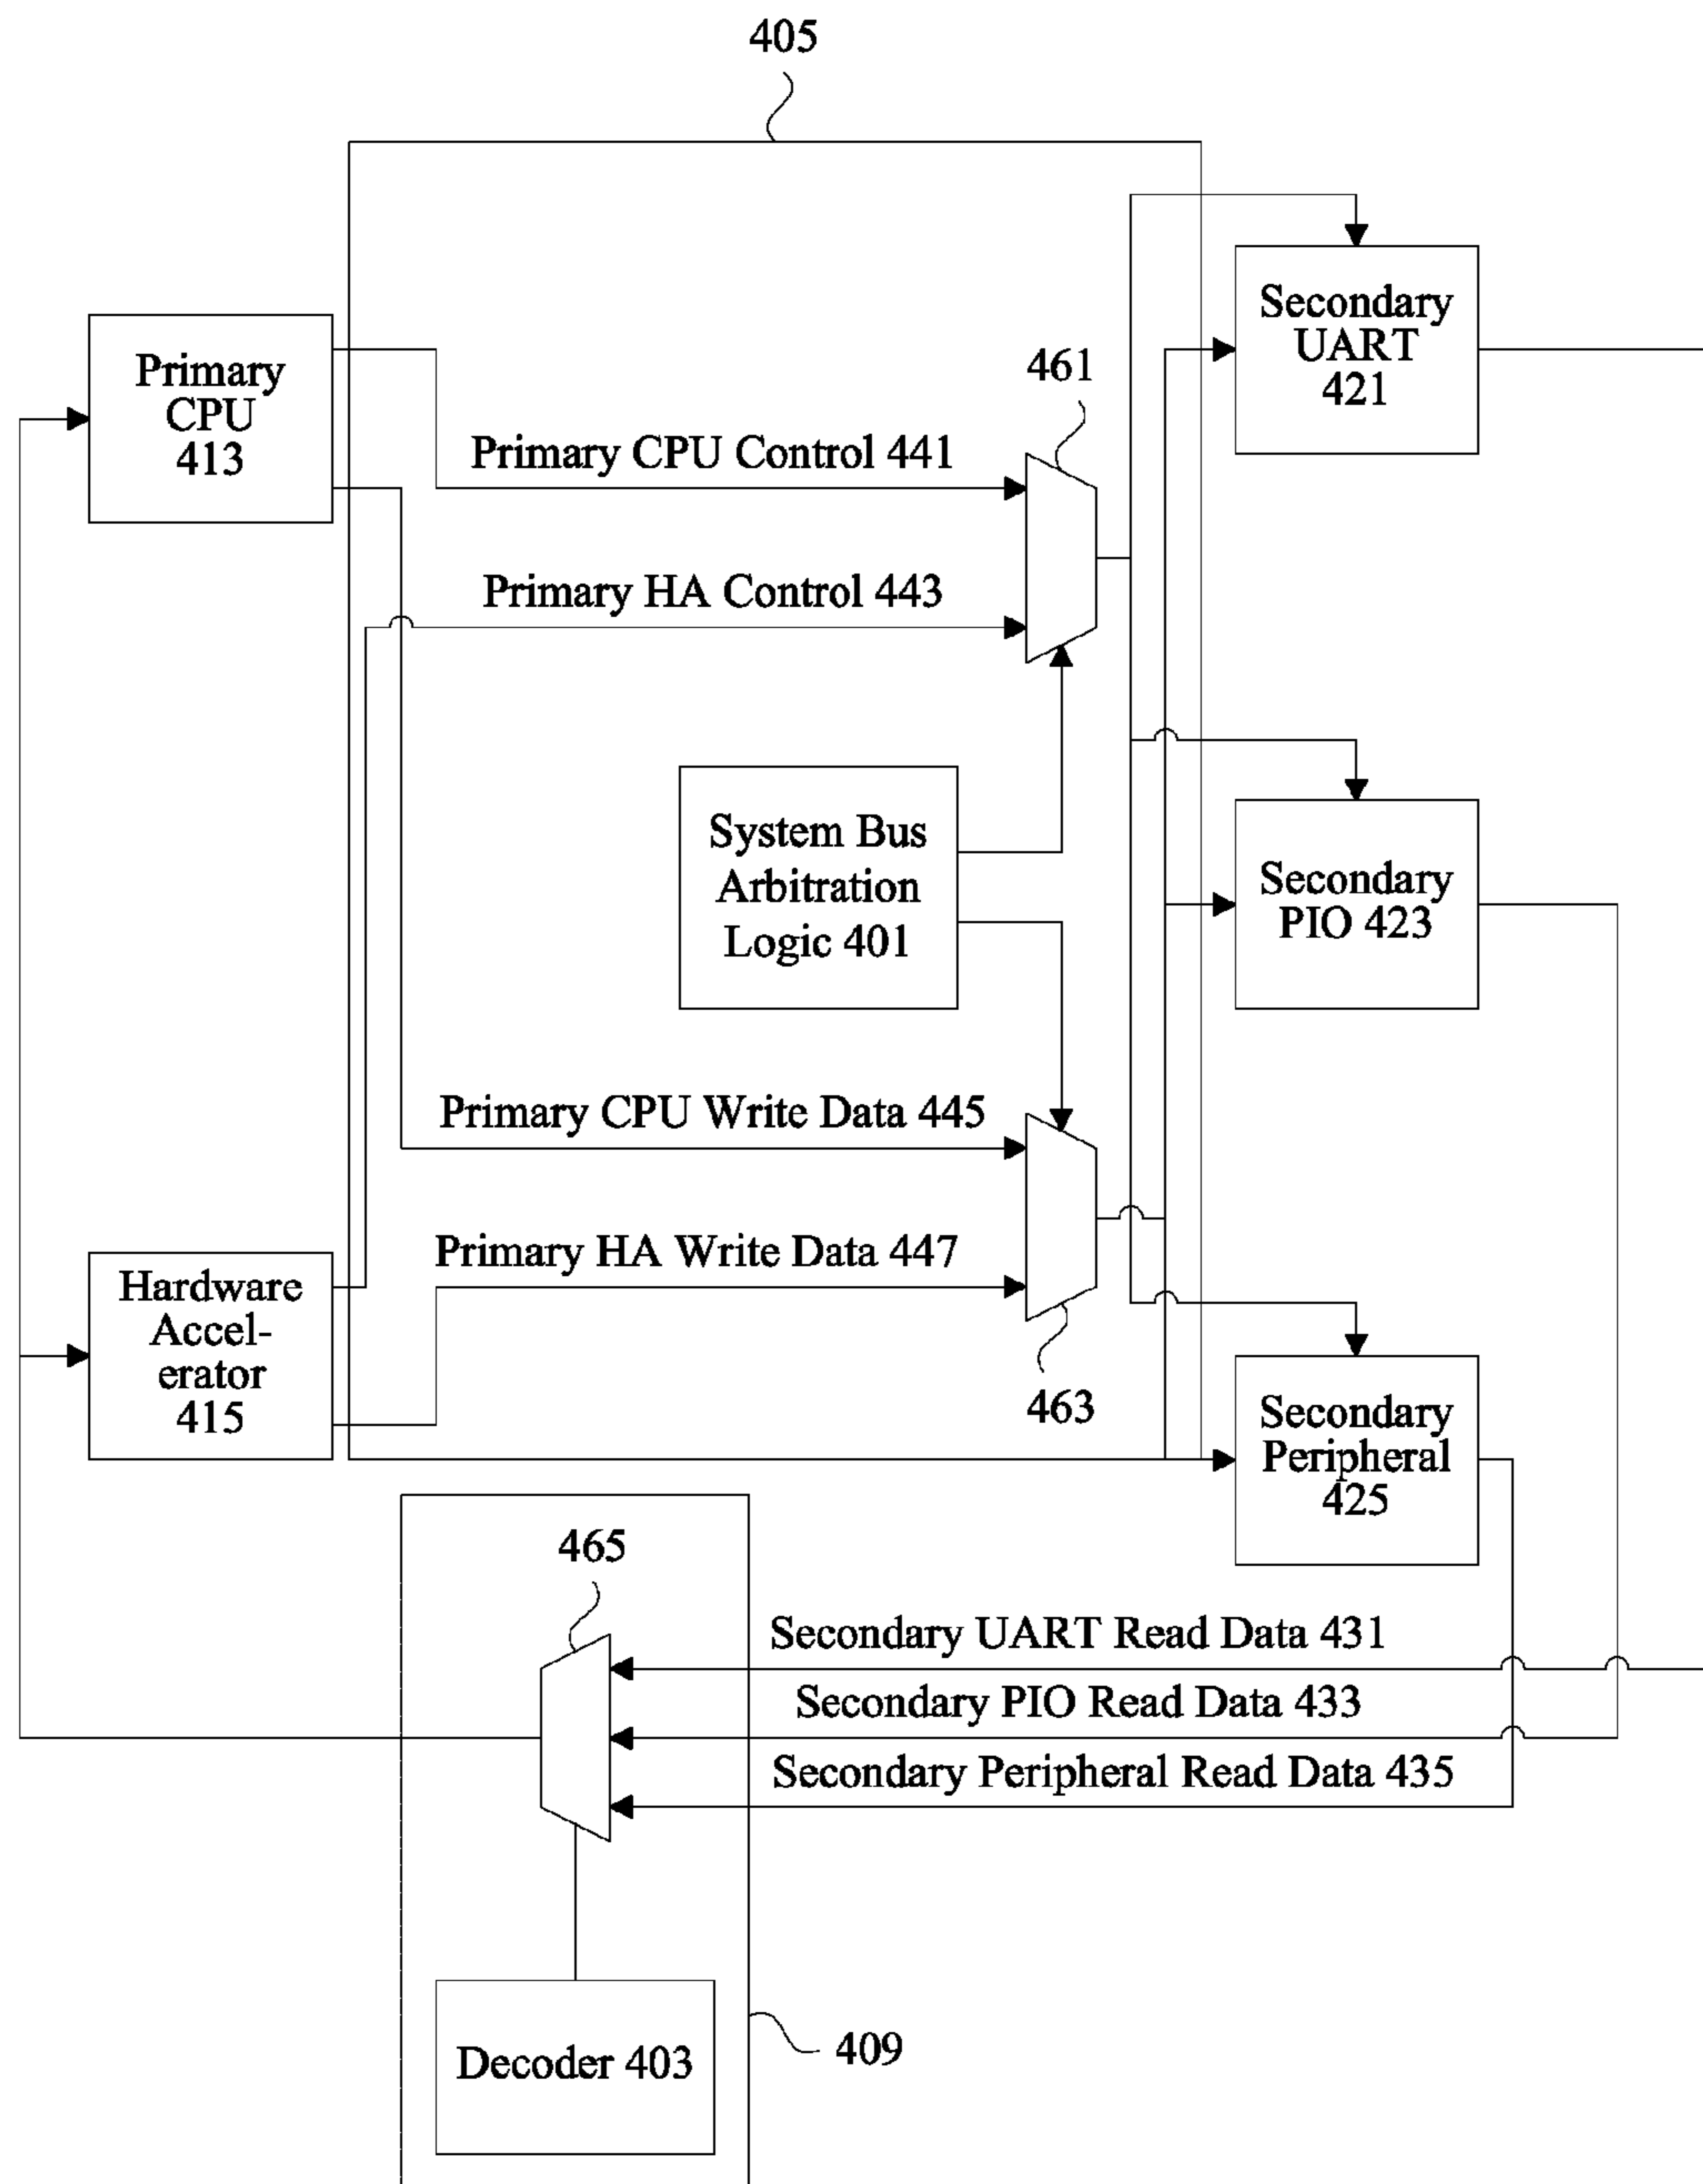 405
Primary
CPU
413
Secondary
UART
421
461
Primary CPU Control 441
Primary HA Control 443
System Bus
Arbitration
Logic 401
Secondary
PIO 423
Primary CPU Write Data 445
Primary HA Write Data 447
Hardware
Accel-
erator
415
463
Secondary
Peripheral
425
465
Secondary UART Read Data 431
Secondary PIO Read Data 433
Secondary Peripheral Read Data 435
Decoder 403
409